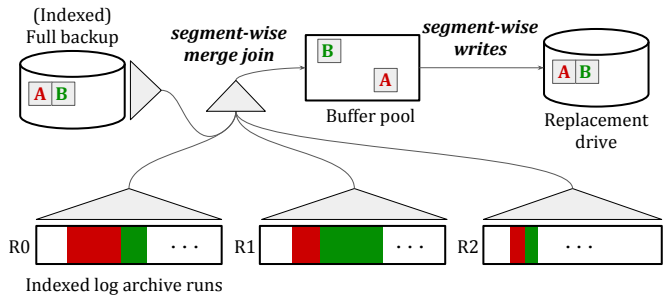 (Indexed)
Full backup
A B
segment-wise
merge join
B
A
Buffer pool
segment-wise
writes
A B
Replacement
drive
R0
. . .
R1
. . .
R2
. . .
Indexed log archive runs